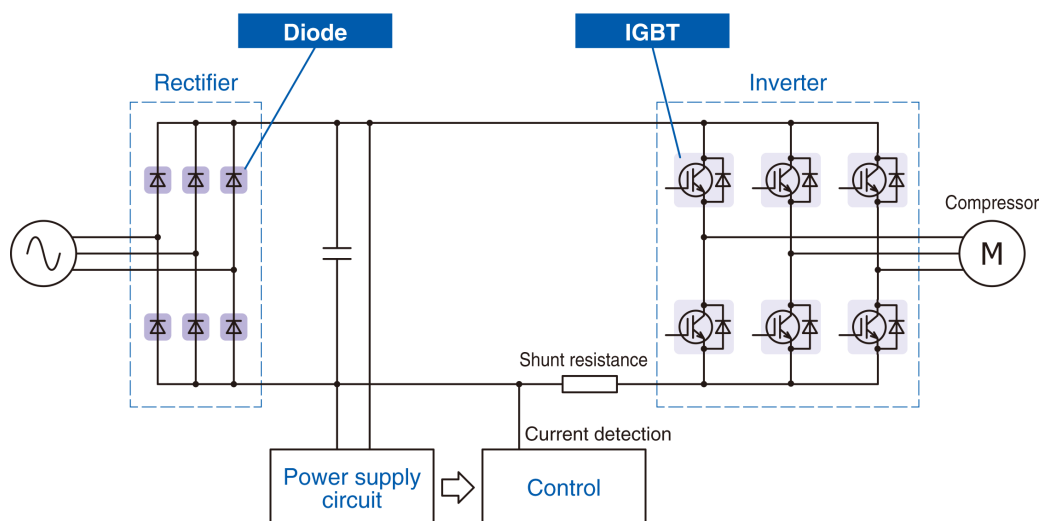 Diode
IGBT
Rectifier
Inverter
Compressor
M
Shunt resistance
Current detection
Power supply
circuit
Control